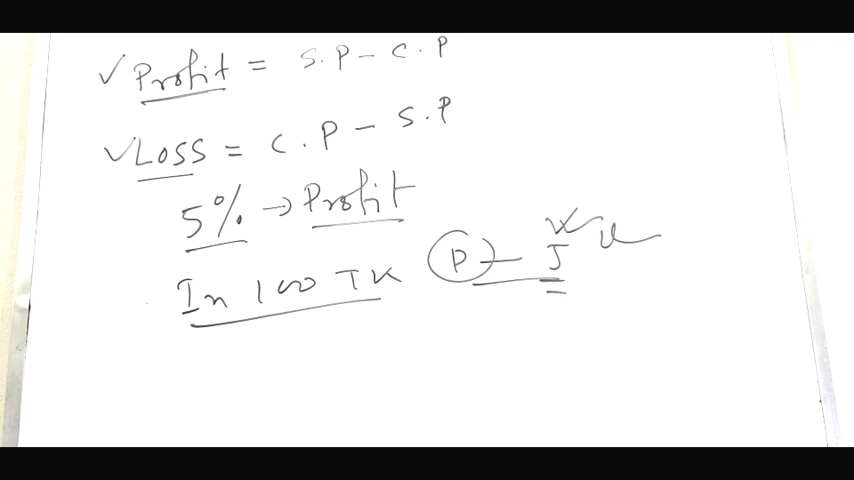 ✓ Profit = S.P - C.P
✓ Loss = C.P - S.P
5% → Profit
In 100 TK P - 5